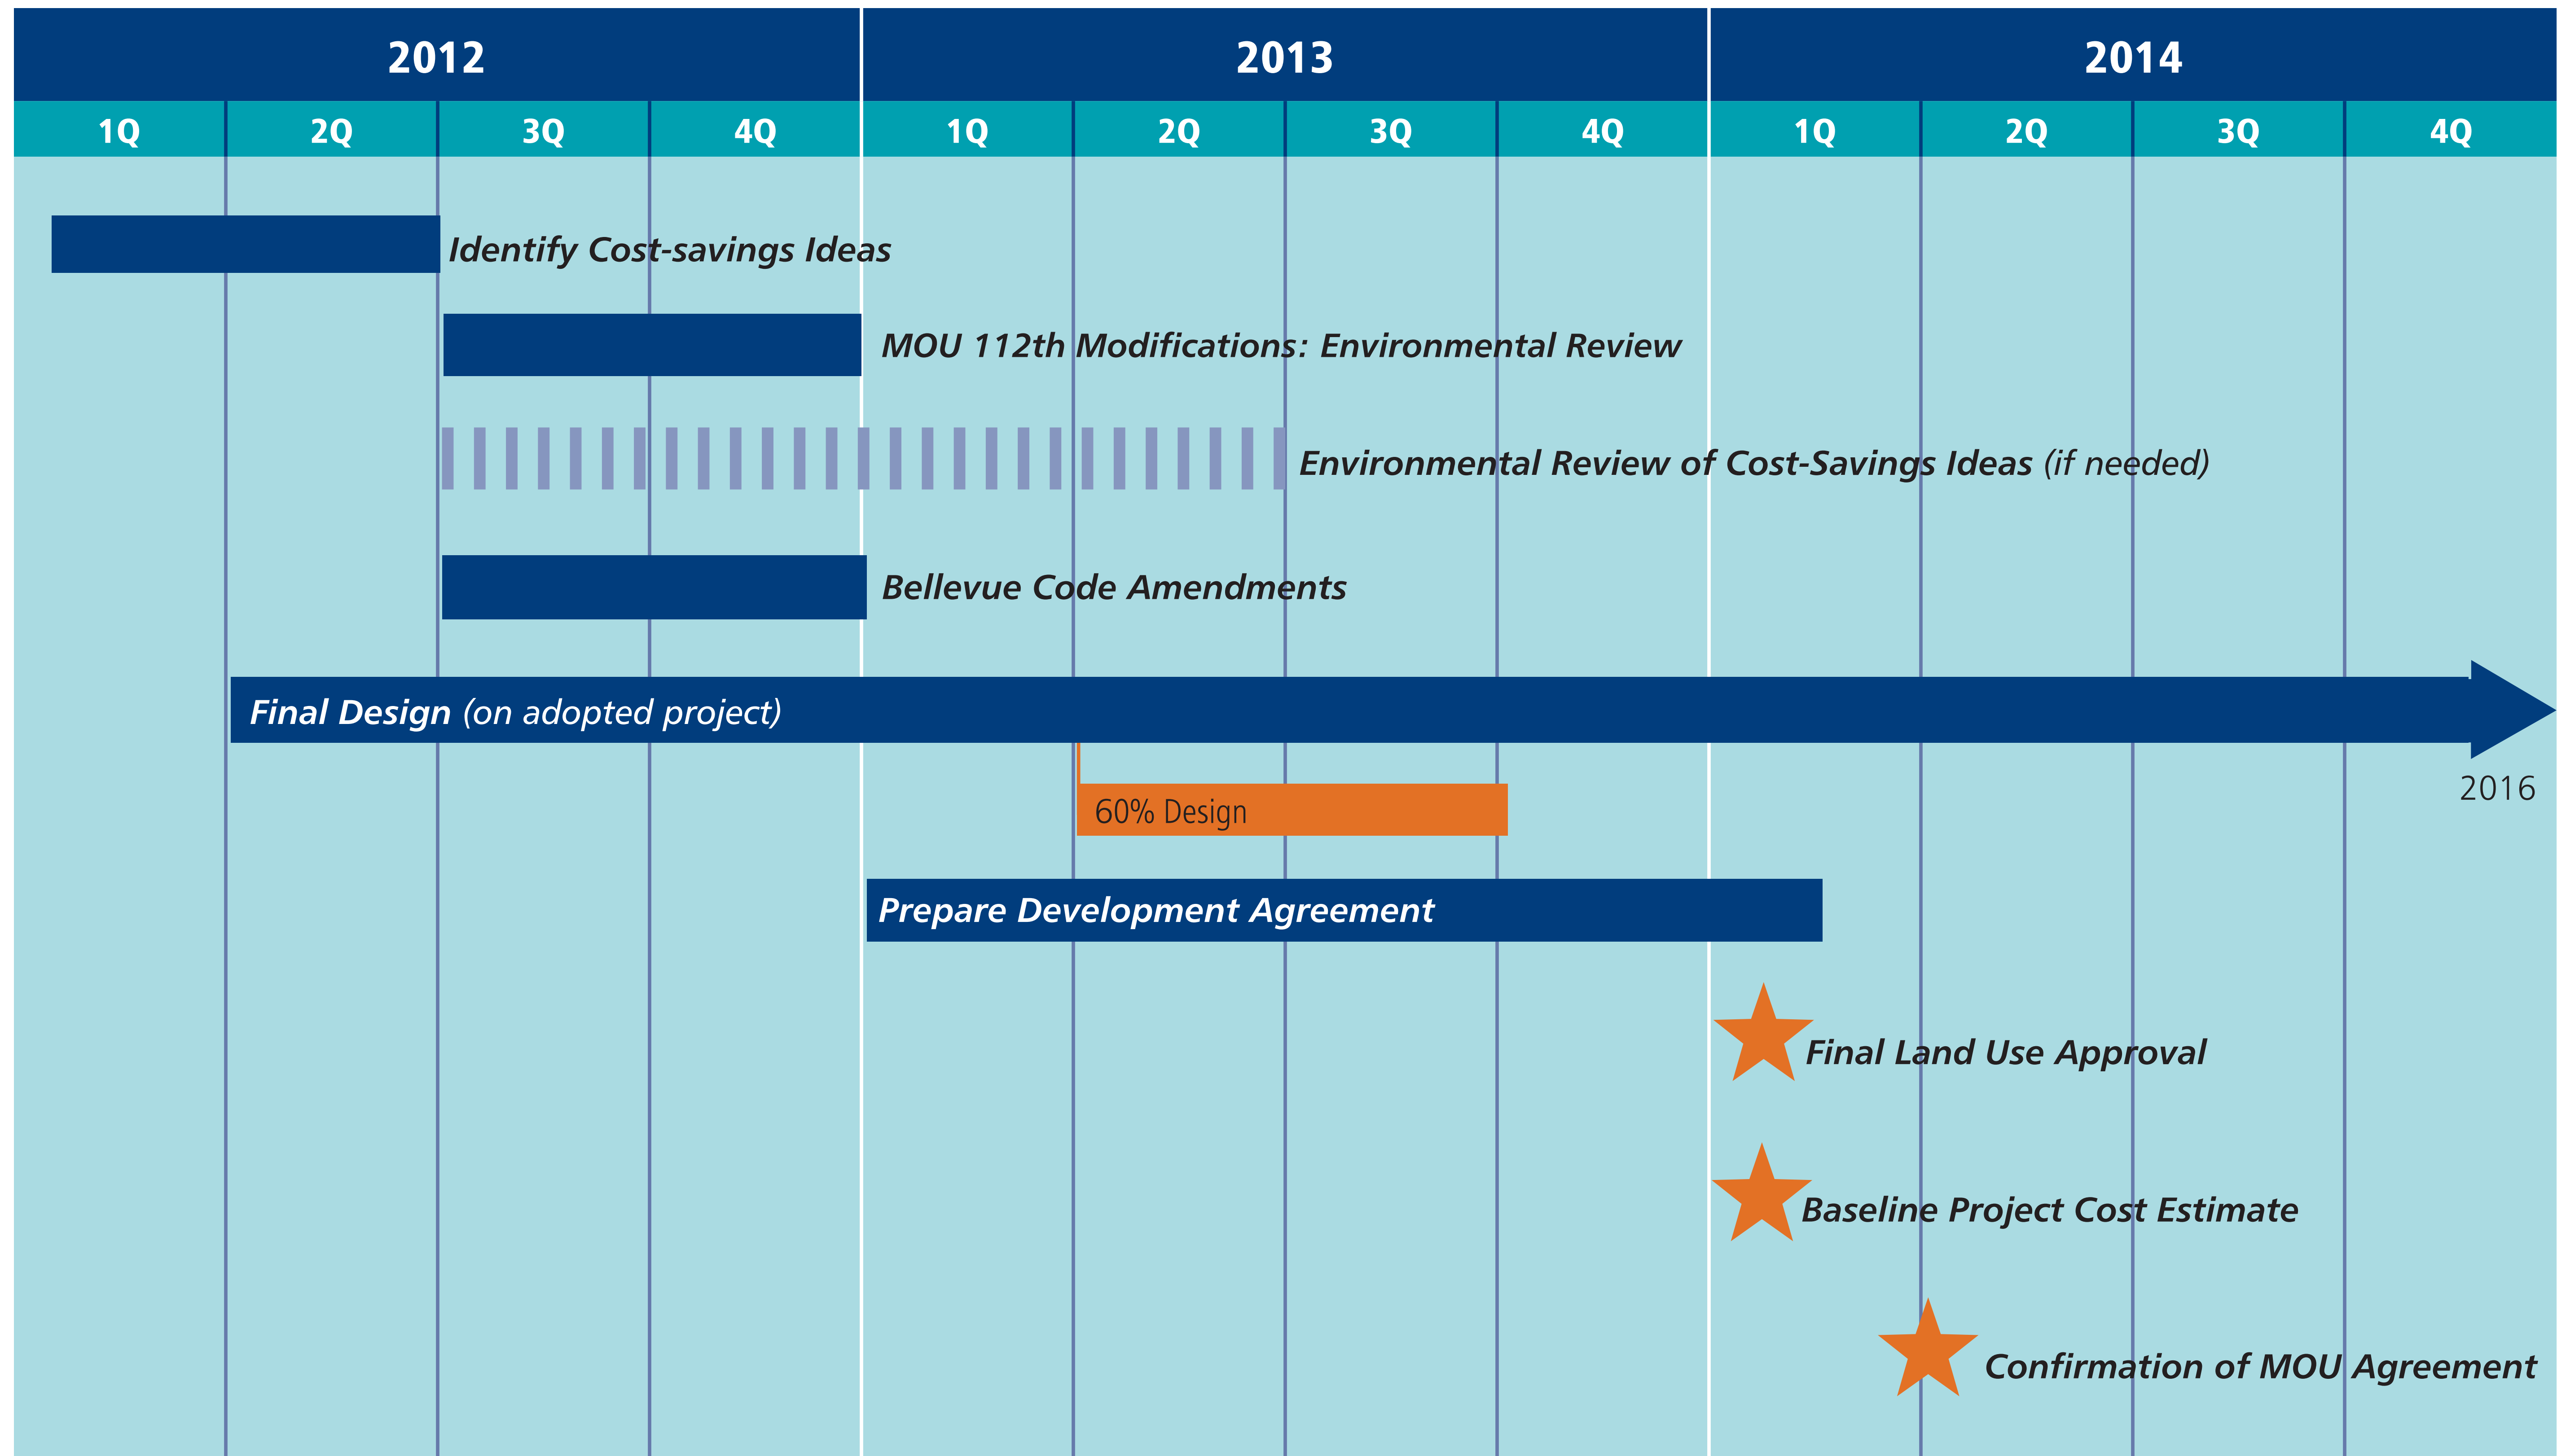 2012 2013 2014
1Q 2Q 3Q 4Q 1Q 2Q 3Q 4Q 1Q 2Q 3Q 4Q
Identify Cost-savings Ideas
MOU 112th Modifications: Environmental Review
Environmental Review of Cost-Savings Ideas (if needed)
Bellevue Code Amendments
Final Design (on adopted project)
2016
60% Design
Prepare Development Agreement
Final Land Use Approval
Baseline Project Cost Estimate
Confirmation of MOU Agreement